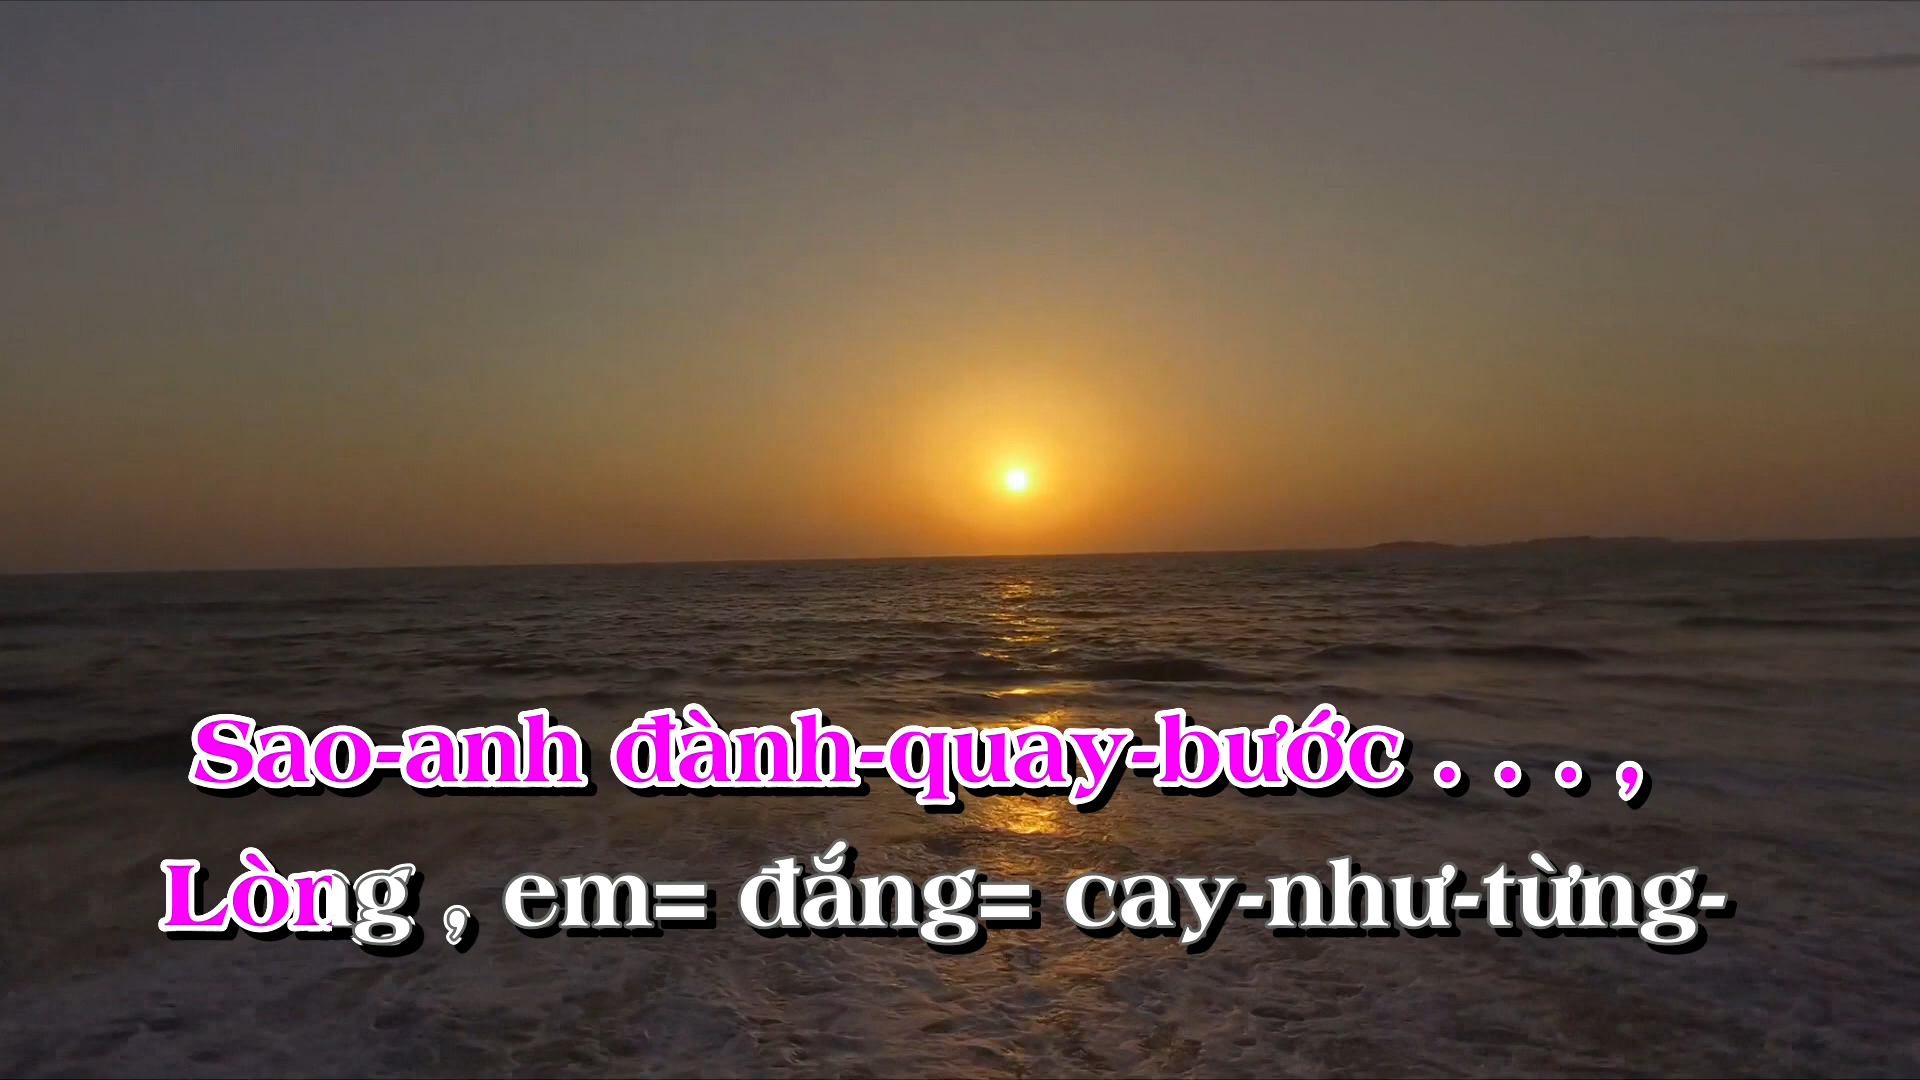 Sao-anh đành-quay-bước . . . ,
Lòng , em= đắng= cay-như-từng-